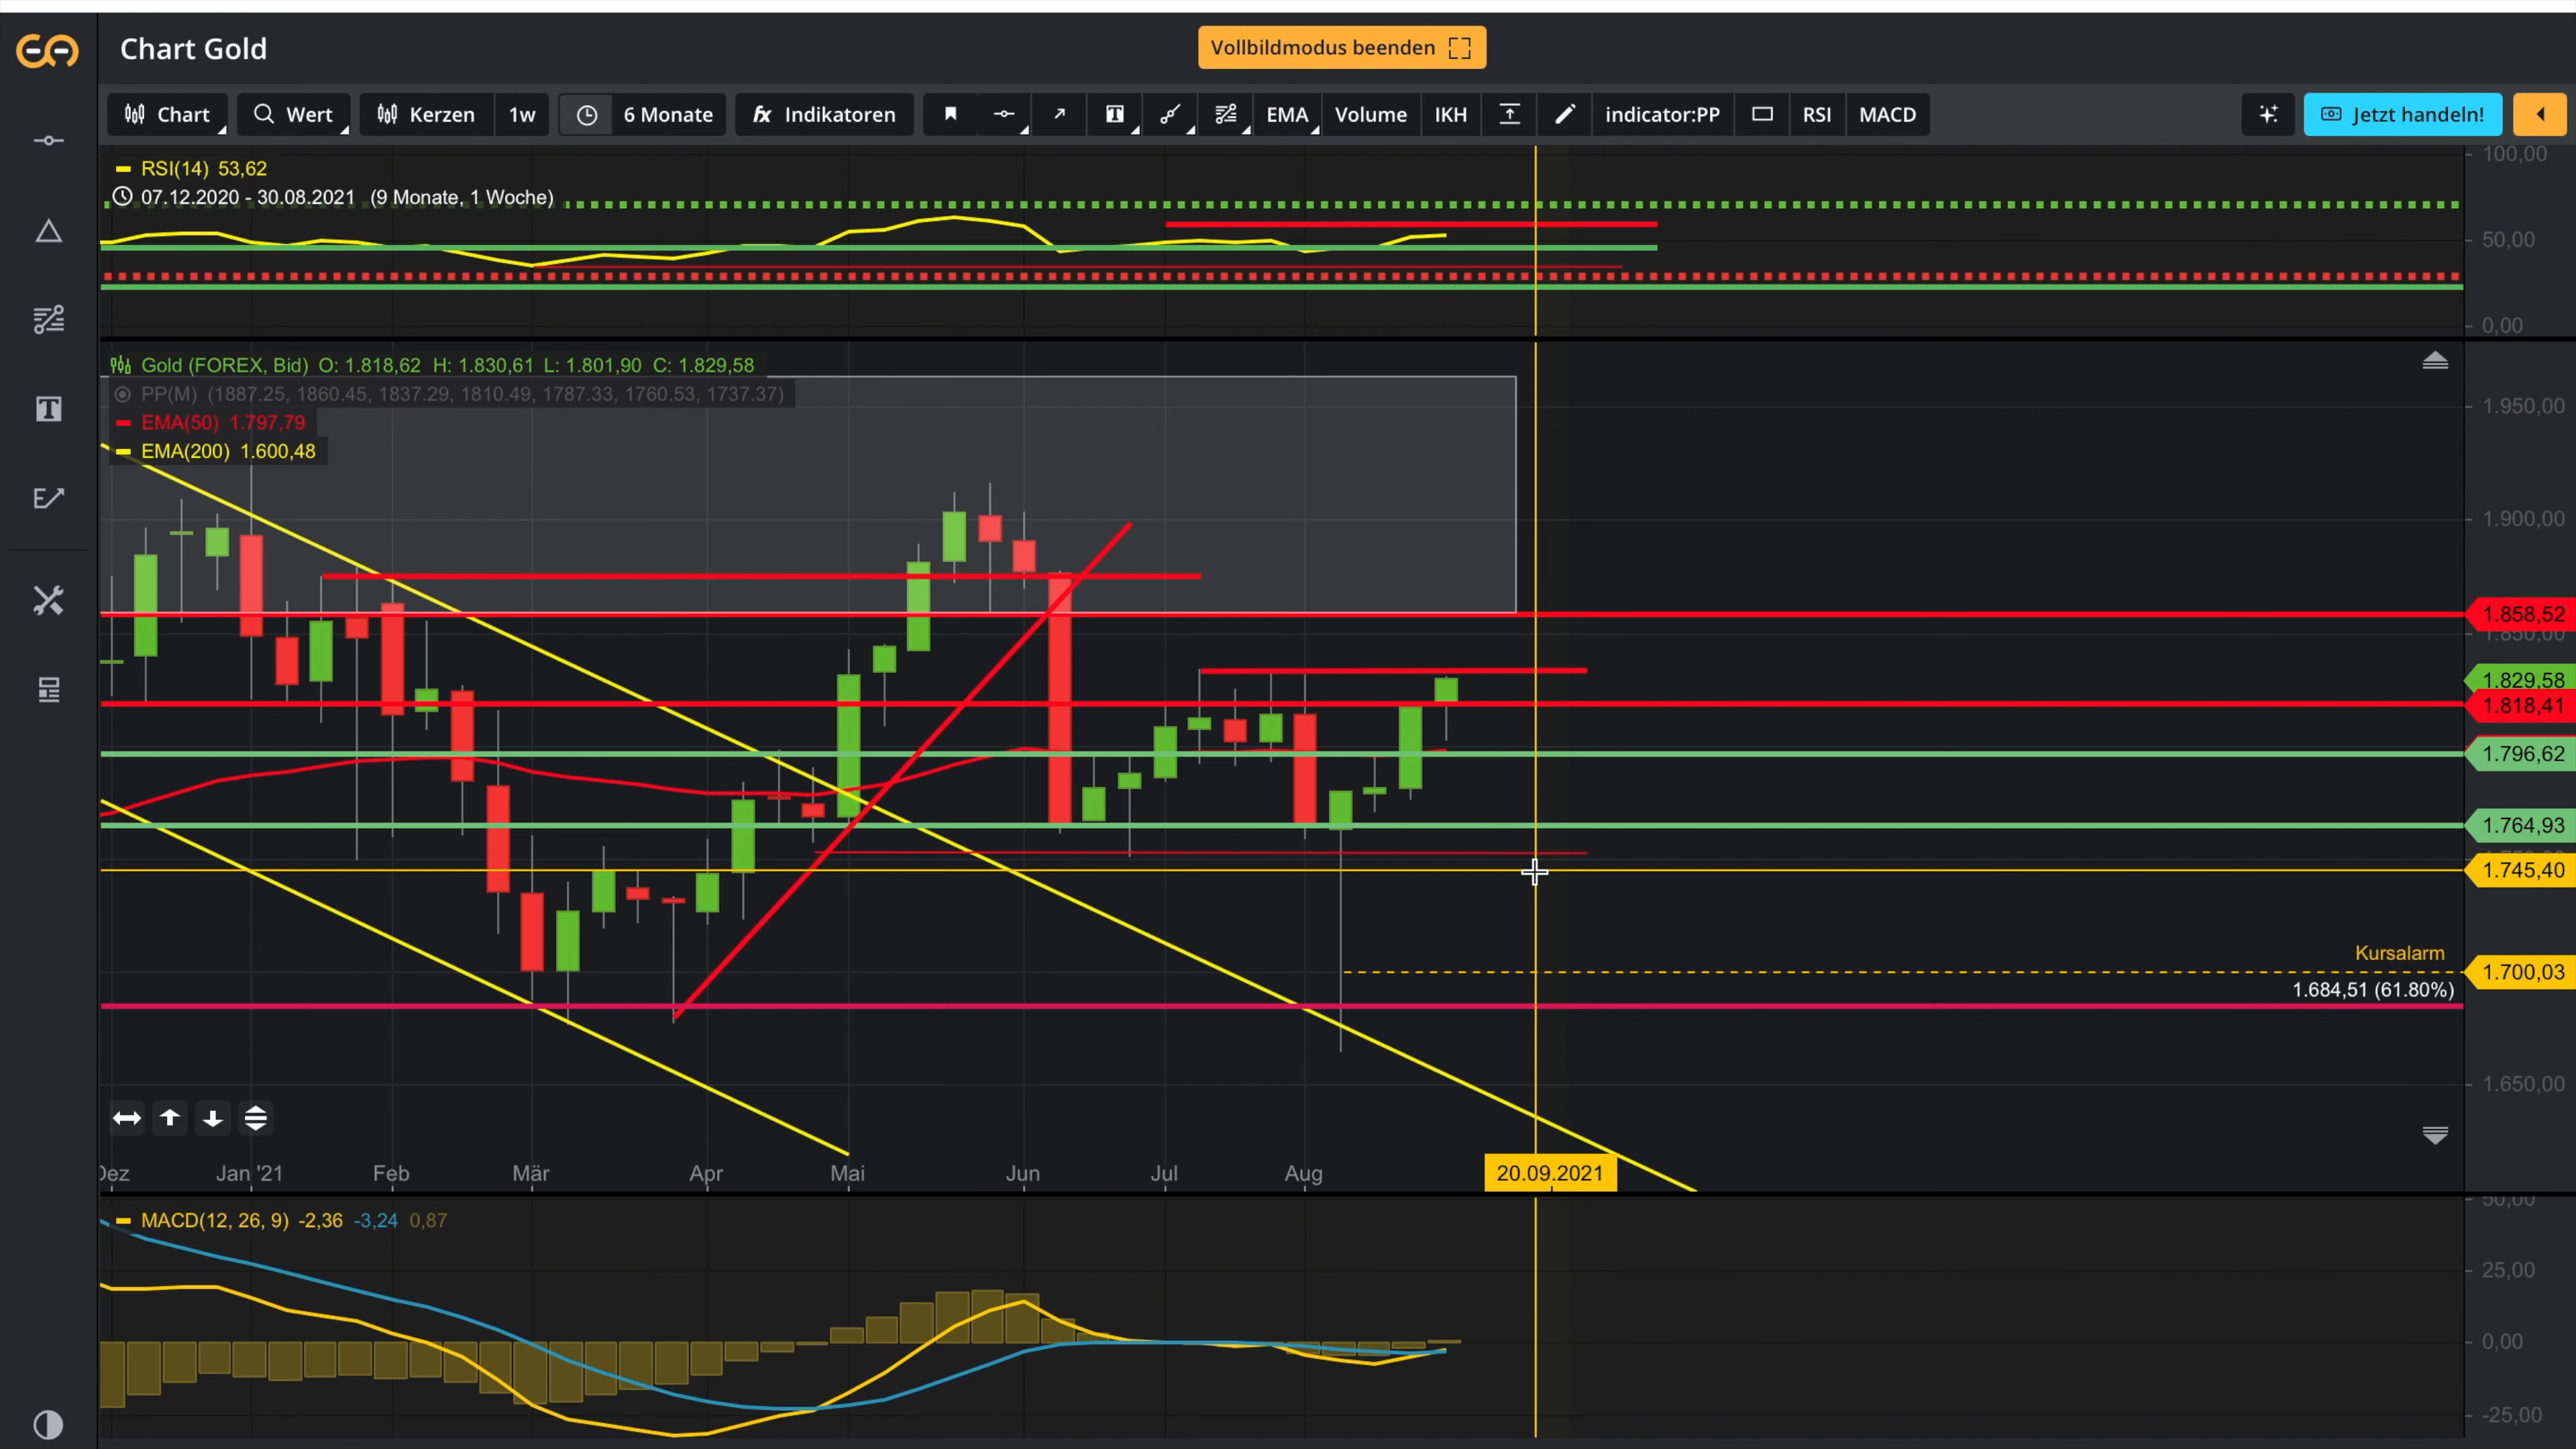 Chart Gold
Vollbildmodus beenden
Chart Wert Kerzen 1w 6 Monate fx Indikatoren T EMA Volume IKH indicator:PP RSI MACD Jetzt handeln!
RSI(14) 53,62
07.12.2020 - 30.08.2021 (9 Monate, 1 Woche)
100,00
50,00
0,00
Gold (FOREX, Bid) O: 1.818,62 H: 1.830,61 L: 1.801,90 C: 1.829,58
PP(M) (1887.25, 1860.45, 1837.29, 1810.49, 1787.33, 1760.53, 1737.37)
EMA(50) 1.797,79
EMA(200) 1.600,48
1.950,00
1.900,00
1.858,52
1.850,00
1.829,58
1.818,41
1.796,62
1.764,93
1.745,40
Kursalarm
1.700,03
1.684,51 (61.80%)
1.650,00
Dez Jan '21 Feb Mär Apr Mai Jun Jul Aug 20.09.2021
MACD(12, 26, 9) -2,36 -3,24 0,87
50,00
25,00
0,00
-25,00